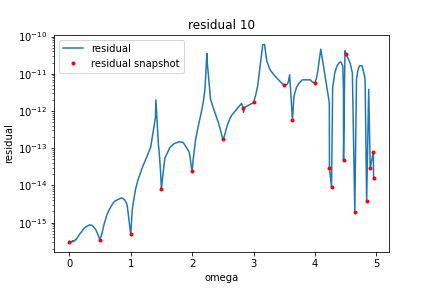 residual 10
residual
residual snapshot
residual
10⁻¹⁰
10⁻¹¹
10⁻¹²
10⁻¹³
10⁻¹⁴
10⁻¹⁵
0 1 2 3 4 5
omega